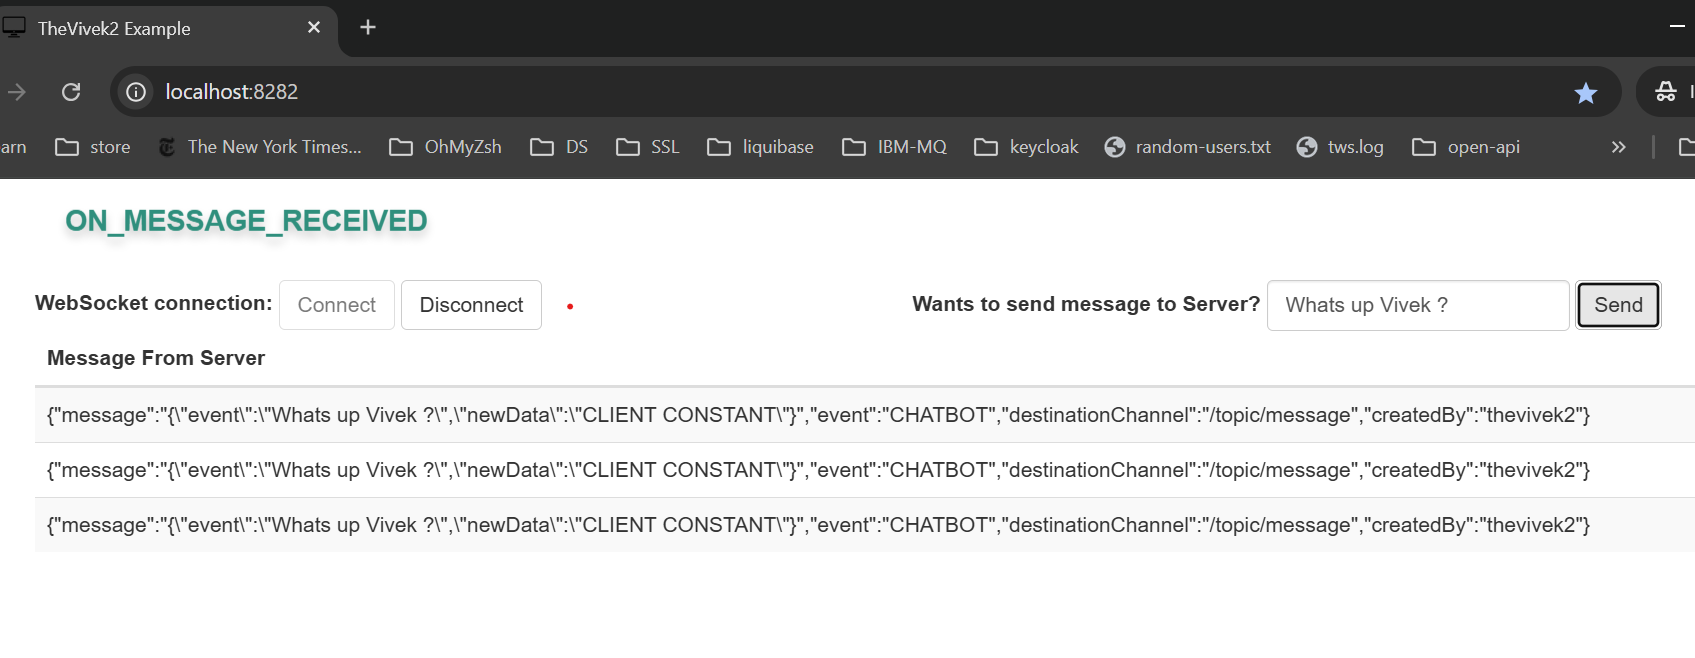 TheVivek2 Example
localhost:8282
arn store The New York Times... OhMyZsh DS SSL liquibase IBM-MQ keycloak random-users.txt tws.log open-api
ON_MESSAGE_RECEIVED
WebSocket connection: Connect Disconnect Wants to send message to Server? Whats up Vivek ? Send
Message From Server
{"message":"{\"event\":\"Whats up Vivek ?\",\"newData\":\"CLIENT CONSTANT\"}","event":"CHATBOT","destinationChannel":"/topic/message","createdBy":"thevivek2"}
{"message":"{\"event\":\"Whats up Vivek ?\",\"newData\":\"CLIENT CONSTANT\"}","event":"CHATBOT","destinationChannel":"/topic/message","createdBy":"thevivek2"}
{"message":"{\"event\":\"Whats up Vivek ?\",\"newData\":\"CLIENT CONSTANT\"}","event":"CHATBOT","destinationChannel":"/topic/message","createdBy":"thevivek2"}